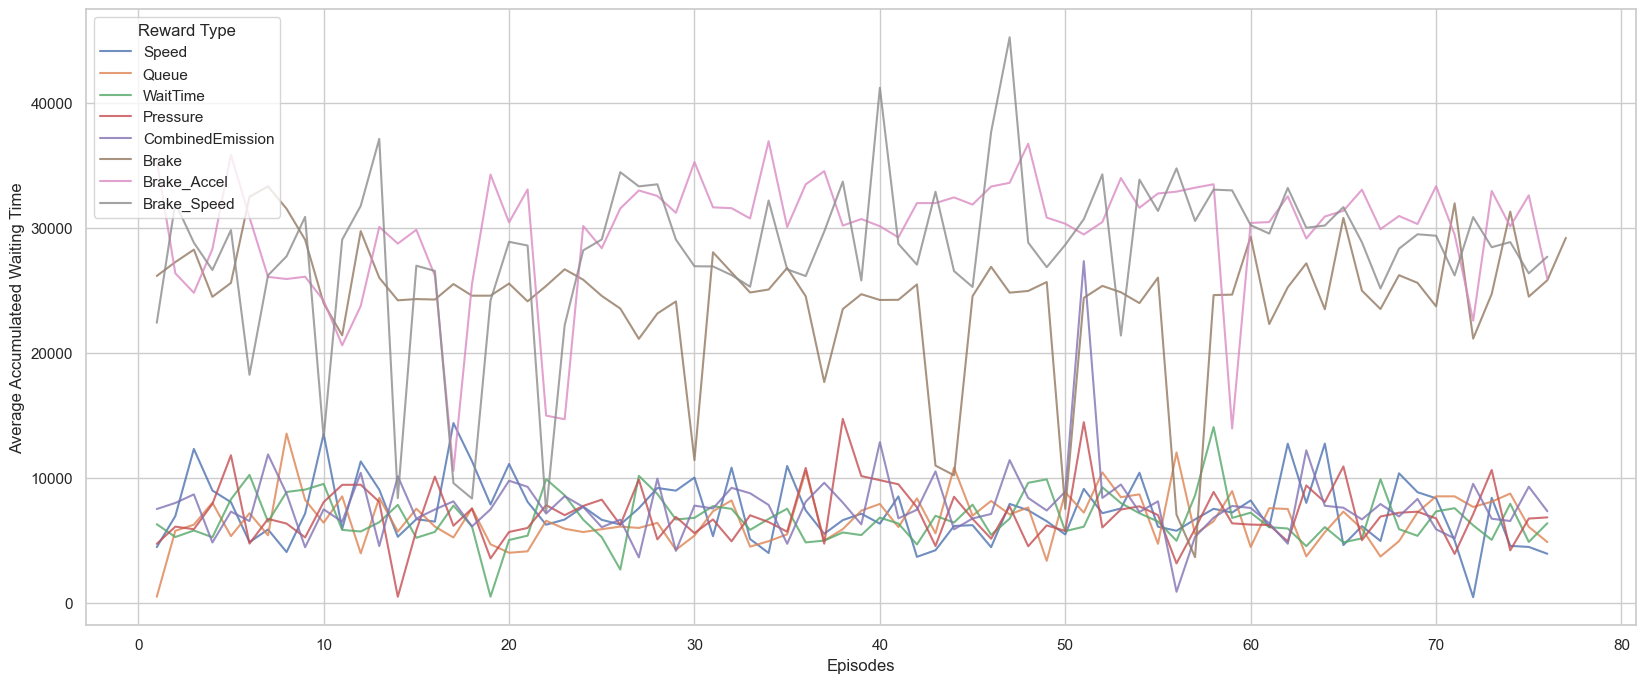 Reward Type
Speed
Queue
WaitTime
Pressure
CombinedEmission
Brake
Brake_Accel
Brake_Speed
Average Accumulateed Waiting Time
40000
30000
20000
10000
0
0 10 20 30 40 50 60 70 80
Episodes